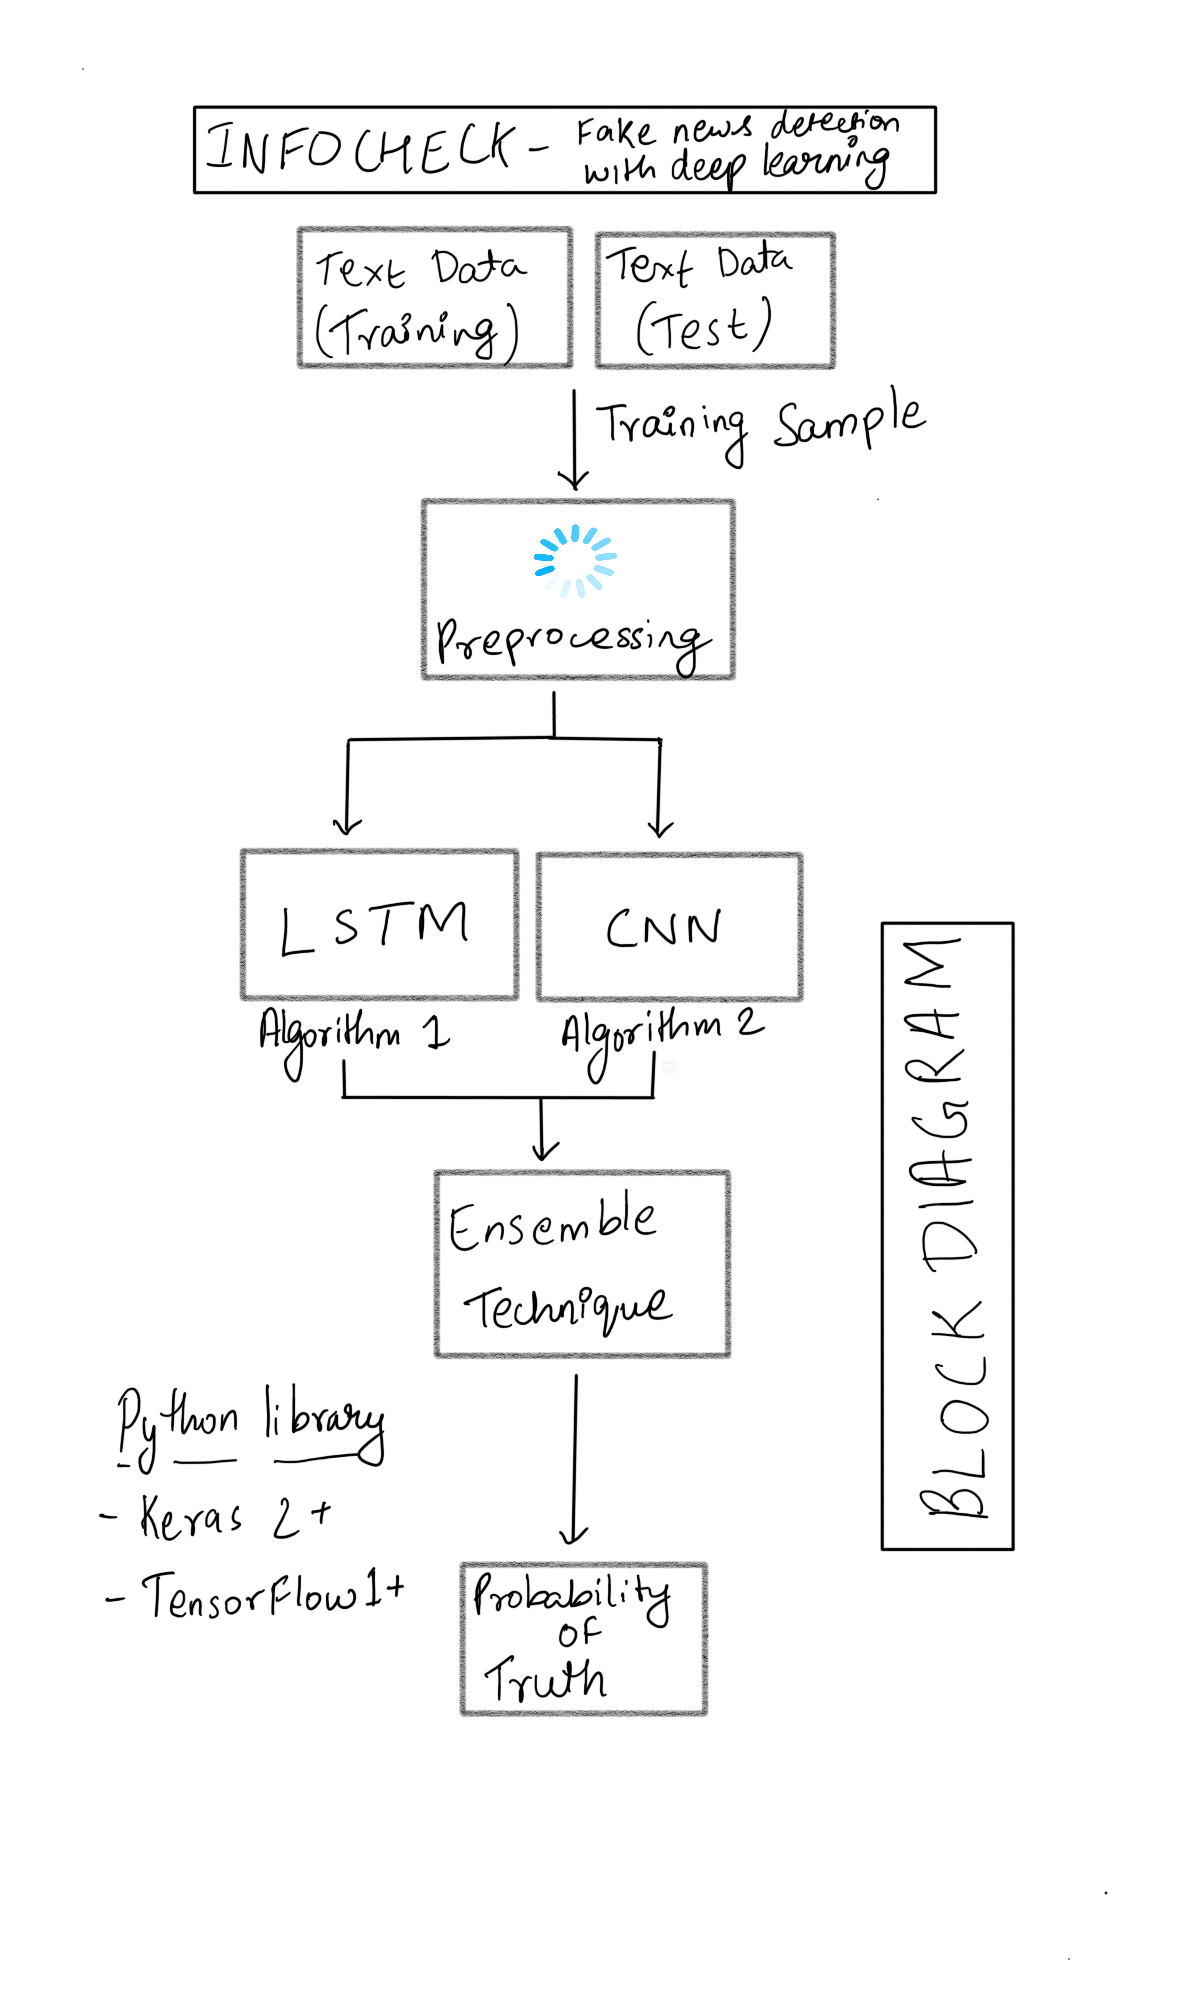 INFOCHECK - Fake news detection
with deep learning
Text Data
(Training)
Text Data
(Test)
Training Sample
Preprocessing
LSTM
CNN
Algorithm 1
Algorithm 2
Ensemble
Technique
Python library
- Keras 2+
- TensorFlow 1+
Probability
of
Truth
BLOCK DIAGRAM